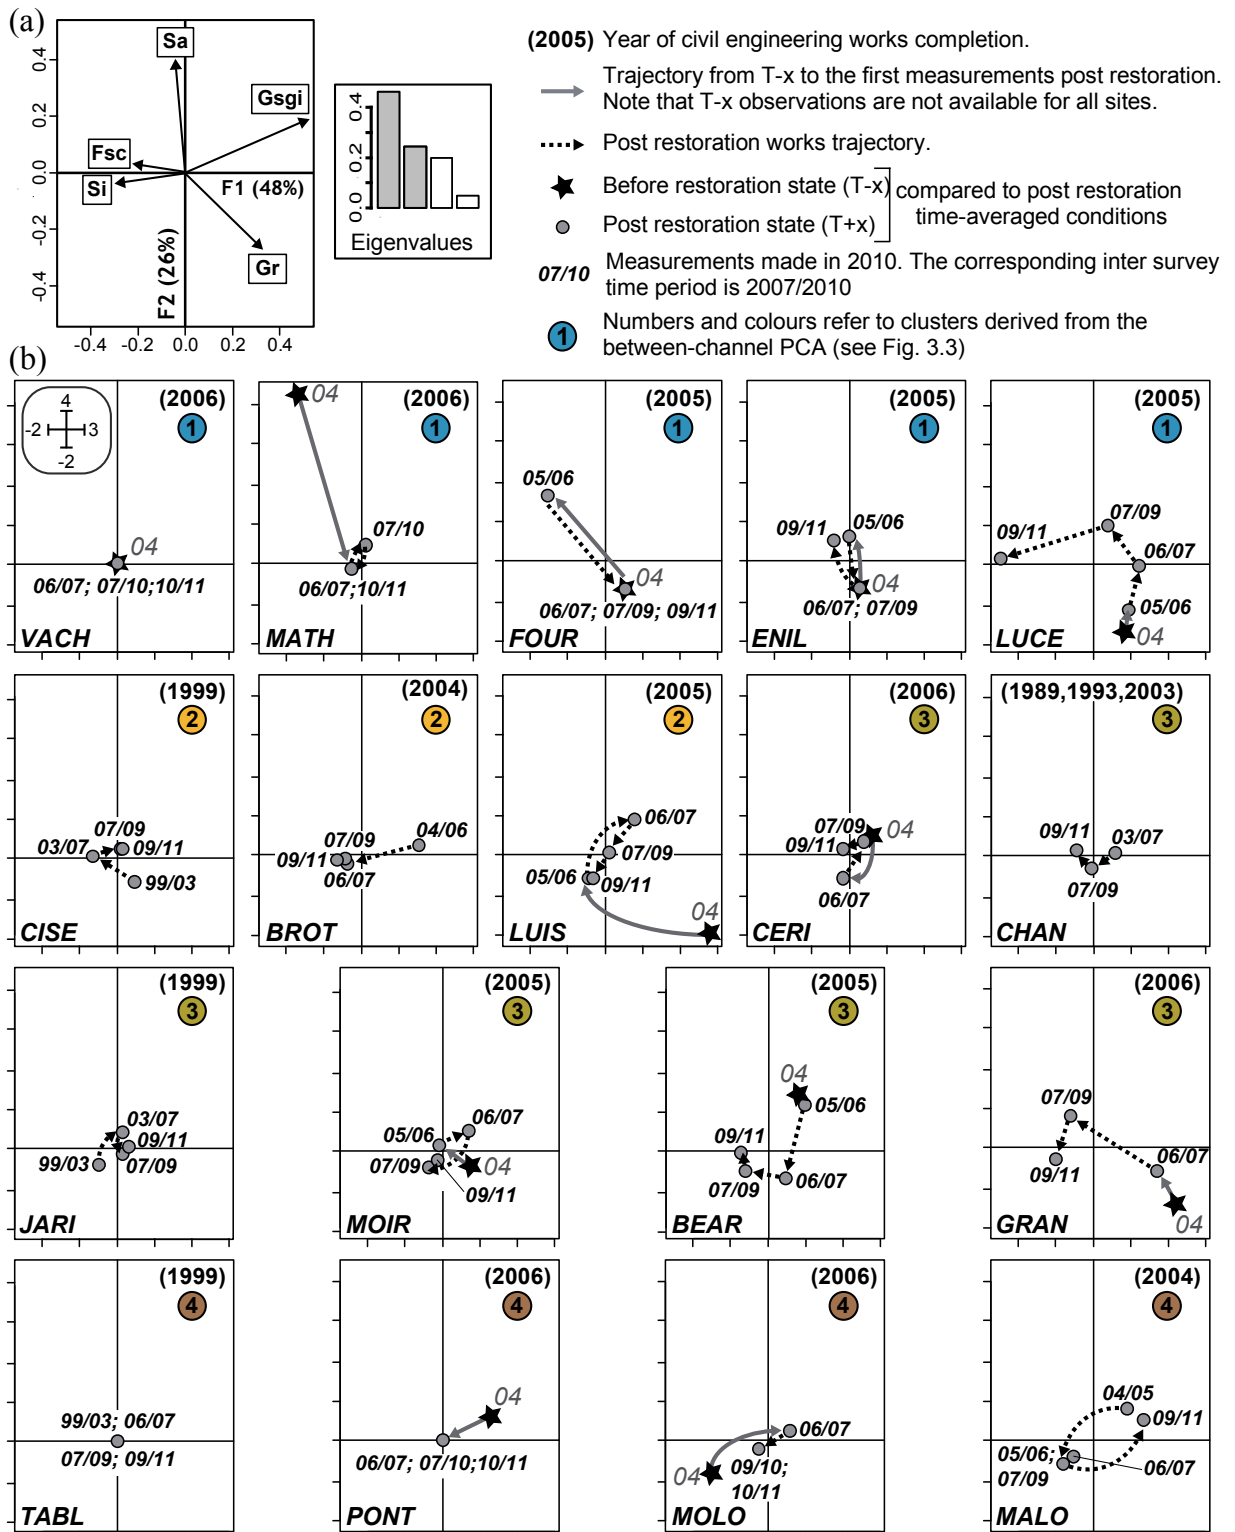 (a)
0.4
0.2
0.0
-0.2
-0.4
-0.4
-0.2
0.0
0.2
0.4
Sa
Gsgi
Fsc
Si
Gr
F1 (48%)
F2 (26%)
0.4
0.2
0.0
Eigenvalues
(2005) Year of civil engineering works completion.
Trajectory from T-x to the first measurements post restoration.
Note that T-x observations are not available for all sites.
Post restoration works trajectory.
Before restoration state (T-x)
Post restoration state (T+x)
compared to post restoration
time-averaged conditions
07/10 Measurements made in 2010. The corresponding inter survey
time period is 2007/2010
1 Numbers and colours refer to clusters derived from the
between-channel PCA (see Fig. 3.3)
(b)
4
-2 3
-2
(2006)
1
04
06/07; 07/10;10/11
VACH
(2006)
1
04
07/10
06/07;10/11
MATH
(2005)
1
05/06
04
06/07; 07/09; 09/11
FOUR
(2005)
1
09/11
05/06
04
06/07; 07/09
ENIL
(2005)
1
09/11
07/09
06/07
05/06
04
LUCE
(1999)
2
07/09
03/07
09/11
99/03
CISE
(2004)
2
04/06
07/09
09/11
06/07
BROT
(2005)
2
06/07
07/09
05/06
09/11
04
LUIS
(2006)
3
07/09
04
09/11
06/07
CERI
(1989,1993,2003)
3
09/11
03/07
07/09
CHAN
(1999)
3
03/07
09/11
99/03
07/09
JARI
(2005)
3
06/07
05/06
07/09
04
09/11
MOIR
(2005)
3
04
05/06
09/11
07/09
06/07
BEAR
(2006)
3
07/09
06/07
09/11
04
GRAN
(1999)
4
99/03; 06/07
07/09; 09/11
TABL
(2006)
4
04
06/07; 07/10;10/11
PONT
(2006)
4
06/07
04
09/10;
10/11
MOLO
(2004)
4
04/05
09/11
05/06;
07/09
06/07
MALO